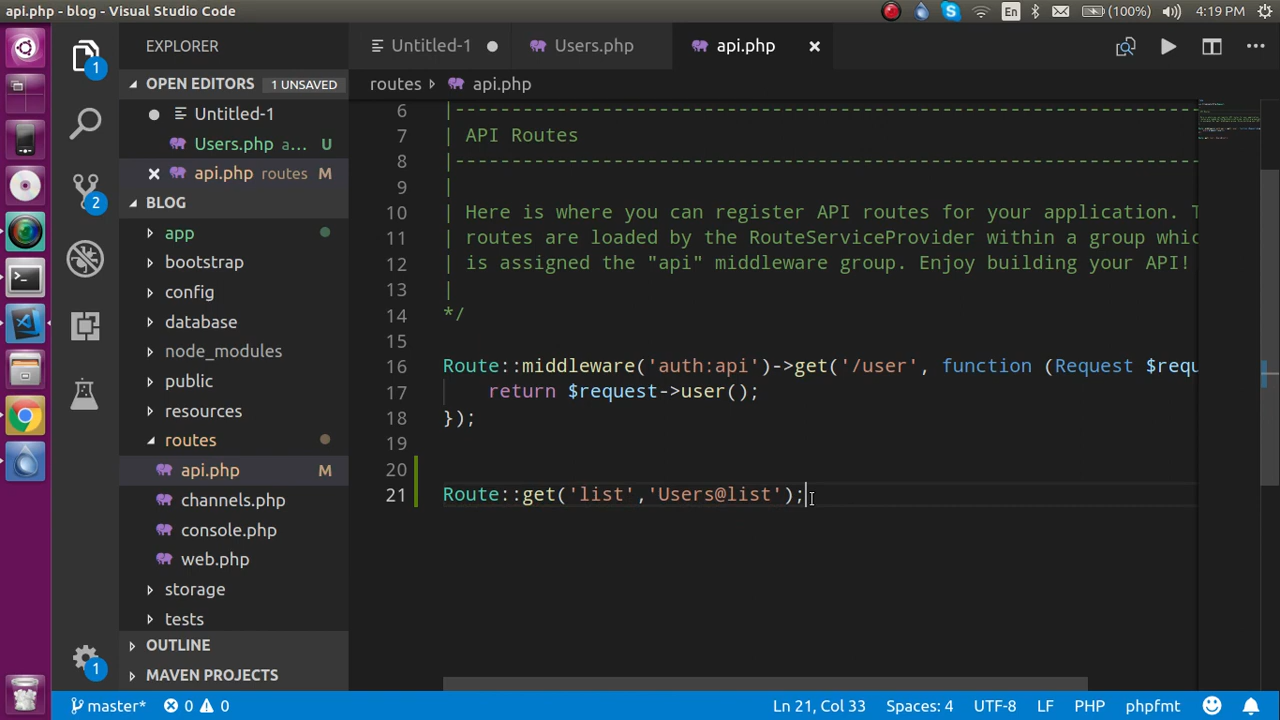 api.php - blog - Visual Studio Code
En
(100%)
4:19 PM
EXPLORER
OPEN EDITORS
1 UNSAVED
Untitled-1
Users.php a... U
api.php routes M
BLOG
app
bootstrap
config
database
node_modules
public
resources
routes
api.php M
channels.php
console.php
web.php
storage
tests
OUTLINE
MAVEN PROJECTS
1
2
1
Untitled-1
Users.php
api.php
routes
api.php
6 |-----------------------------------------------------------------------
7 | API Routes
8 |-----------------------------------------------------------------------
9 |
10 | Here is where you can register API routes for your application. T
11 | routes are loaded by the RouteServiceProvider within a group whic
12 | is assigned the "api" middleware group. Enjoy building your API!
13 |
14 */
15
16 Route::middleware('auth:api')->get('/user', function (Request $requ
17 return $request->user();
18 });
19
20
21 Route::get('list','Users@list');
master*
0
0
Ln 21, Col 33
Spaces: 4
UTF-8
LF
PHP
phpfmt